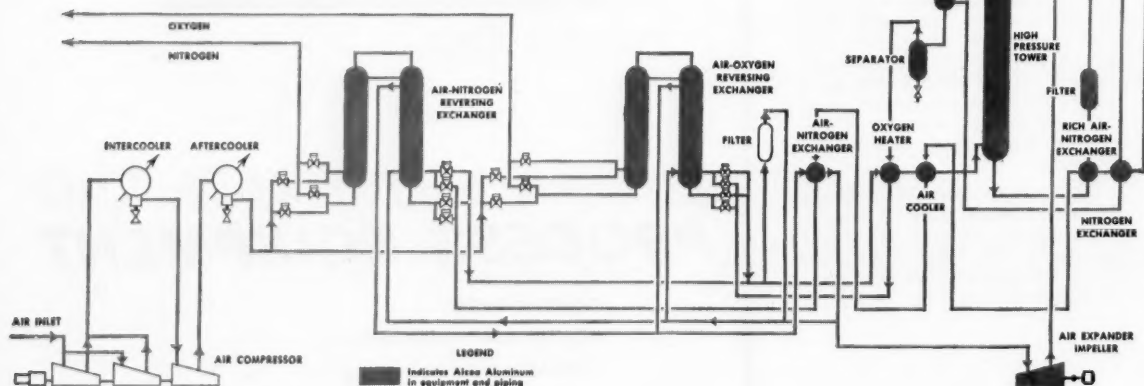 OXYGEN
NITROGEN
AIR-NITROGEN
REVERSING
EXCHANGER
AIR-OXYGEN
REVERSING
EXCHANGER
SEPARATOR
HIGH
PRESSURE
TOWER
INTERCOOLER
AFTERCOOLER
FILTER
AIR-
NITROGEN
EXCHANGER
OXYGEN
HEATER
AIR
COOLER
FILTER
RICH AIR-
NITROGEN
EXCHANGER
NITROGEN
EXCHANGER
AIR INLET
AIR COMPRESSOR
LEGEND
Indicates Alcoa Aluminum
in equipment and piping
AIR EXPANDER
IMPELLER